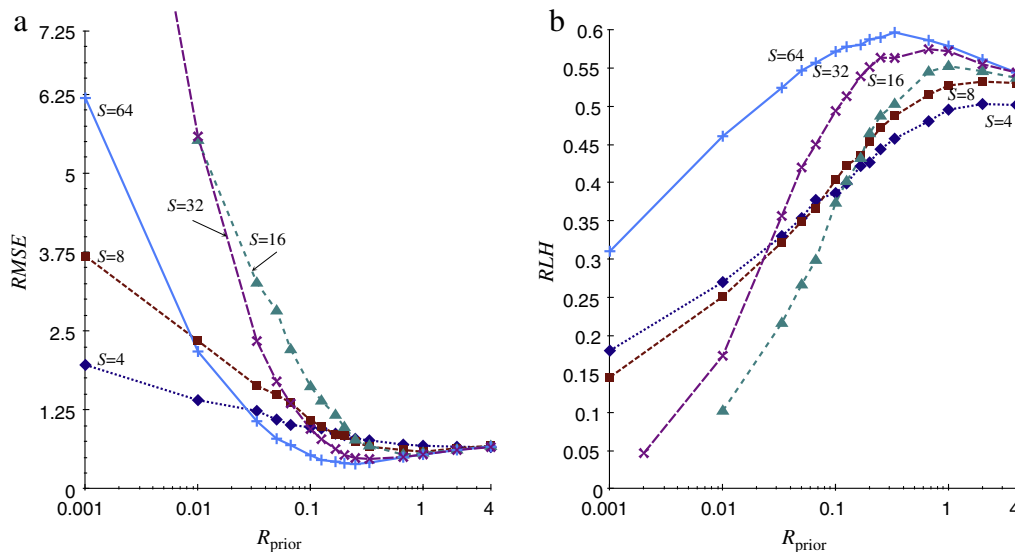 a
7.25
6.25
5
3.75
2.5
1.25
0
RMSE
S=64
S=32
S=16
S=8
S=4
0.001
0.01
0.1
1
4
R_prior
b
0.6
0.55
0.5
0.45
0.4
0.35
0.3
0.25
0.2
0.15
0.1
0.05
0
RLH
S=64
S=32
S=16
S=8
S=4
0.001
0.01
0.1
1
4
R_prior